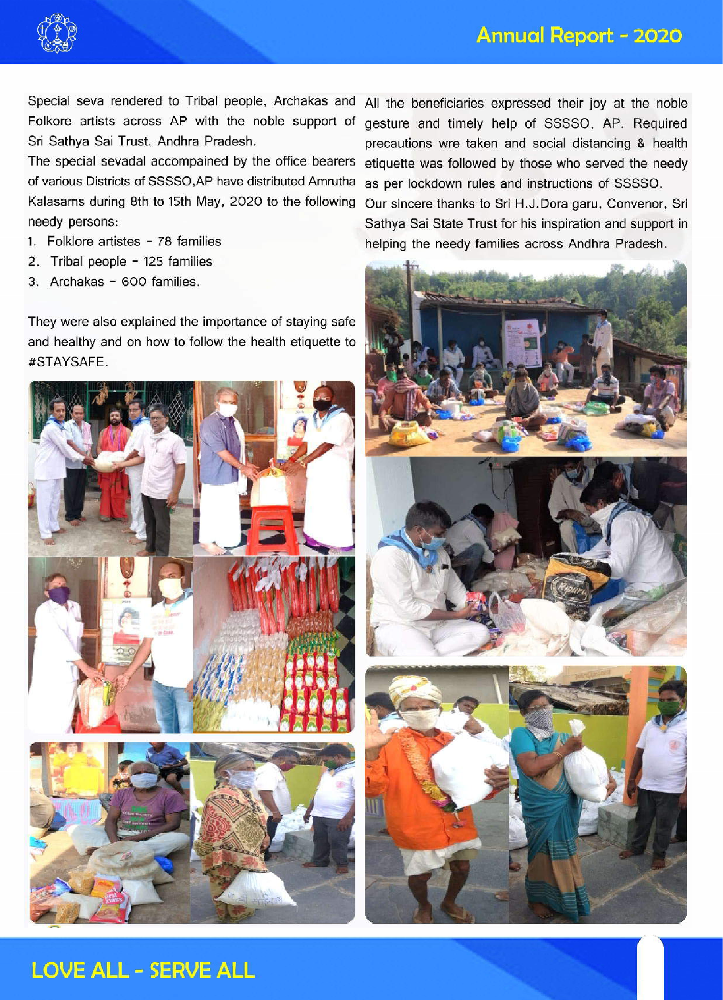 Annual Report - 2020
Special seva rendered to Tribal people, Archakas and
Folkore artists across AP with the noble support of
Sri Sathya Sai Trust, Andhra Pradesh.
The special sevadal accompained by the office bearers
of various Districts of SSSSO,AP have distributed Amrutha
Kalasams during 8th to 15th May, 2020 to the following
needy persons:
1. Folklore artistes - 78 families
2. Tribal people - 125 families
3. Archakas - 600 families.
They were also explained the importance of staying safe
and healthy and on how to follow the health etiquette to
#STAYSAFE.
All the beneficiaries expressed their joy at the noble
gesture and timely help of SSSSO, AP. Required
precautions wre taken and social distancing & health
etiquette was followed by those who served the needy
as per lockdown rules and instructions of SSSSO.
Our sincere thanks to Sri H.J.Dora garu, Convenor, Sri
Sathya Sai State Trust for his inspiration and support in
helping the needy families across Andhra Pradesh.
LOVE ALL - SERVE ALL